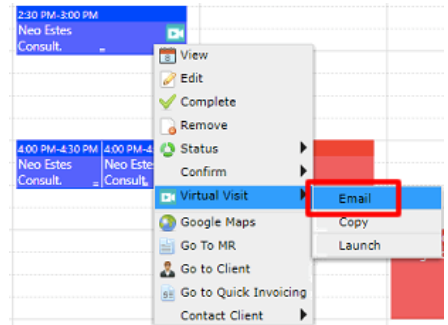 2:30 PM-3:00 PM
Neo Estes
Consult.
View
Edit
Complete
Remove
4:00 PM-4:30 PM
4:00 PM-4
Status
Neo Estes
Neo Este
Confirm
Consult.
Consult.
Virtual Visit
Email
Google Maps
Copy
Go To MR
Launch
Go to Client
Go to Quick Invoicing
Contact Client